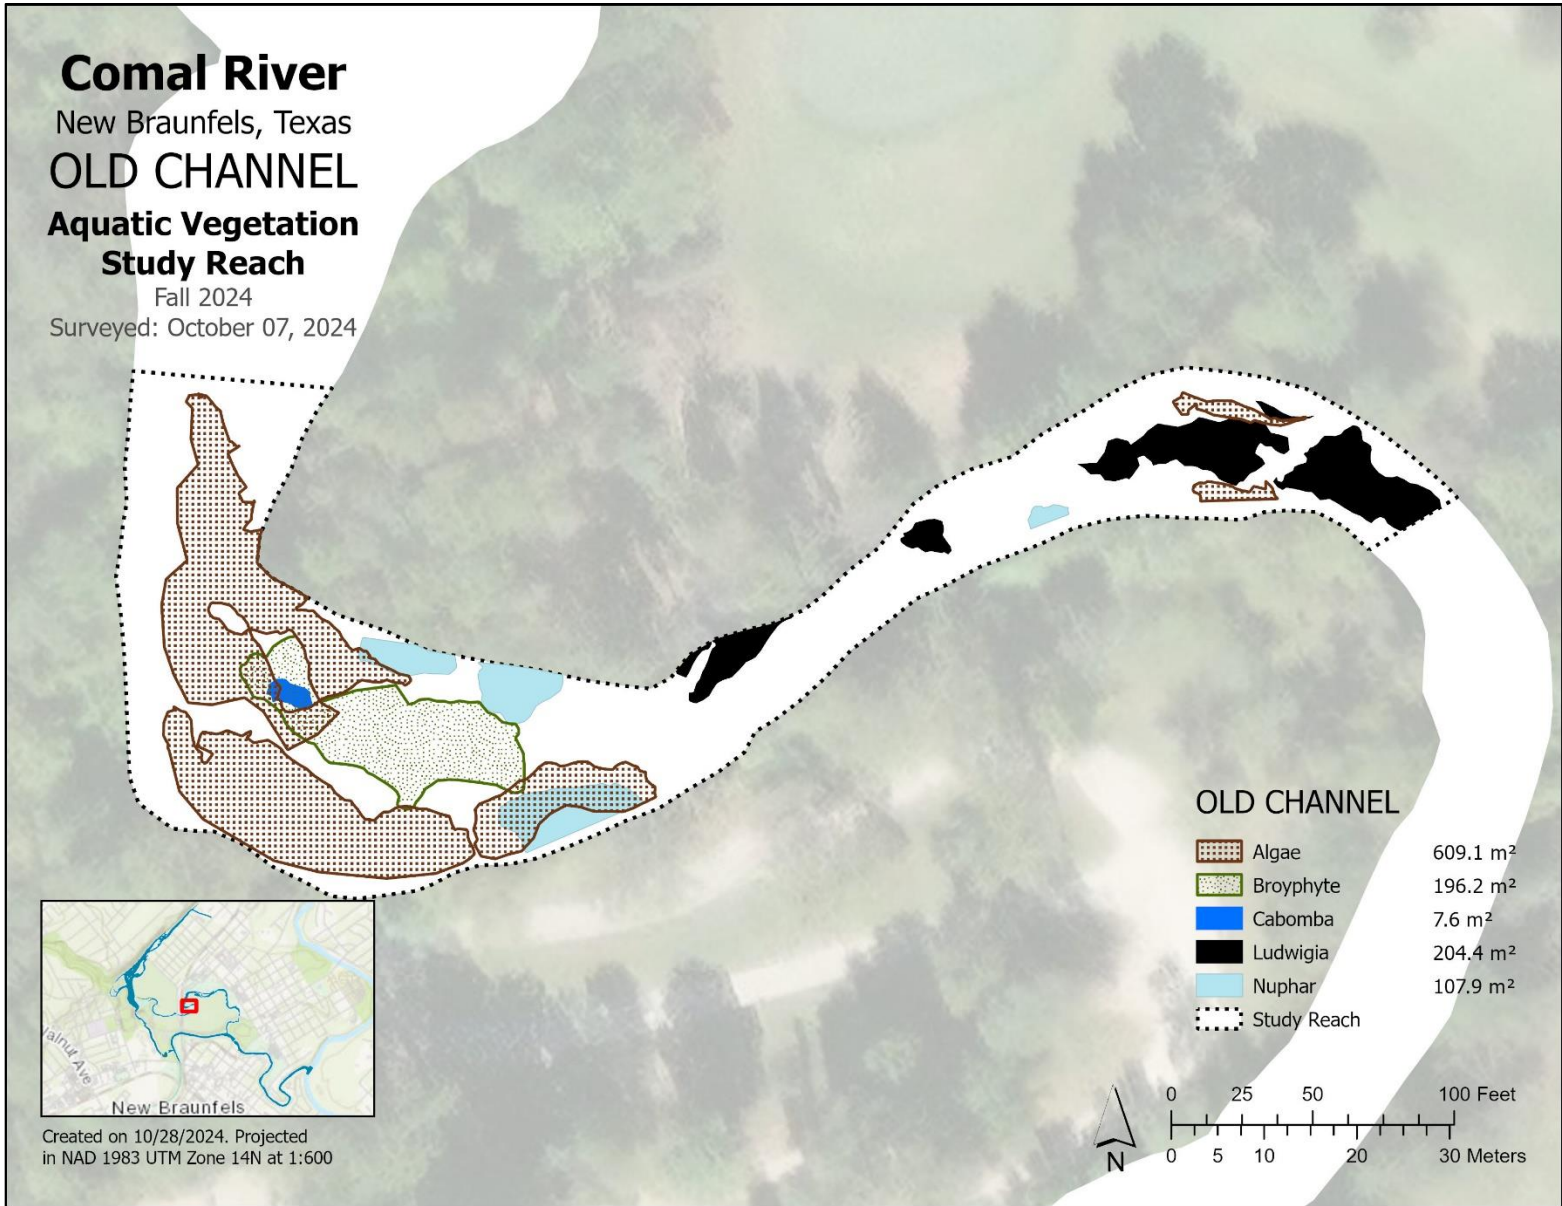 Comal River
New Braunfels, Texas
OLD CHANNEL
Aquatic Vegetation
Study Reach
Fall 2024
Surveyed: October 07, 2024
OLD CHANNEL
Algae 609.1 m²
Broyphyte 196.2 m²
Cabomba 7.6 m²
Ludwigia 204.4 m²
Nuphar 107.9 m²
Study Reach
Walnut Ave
New Braunfels
Created on 10/28/2024. Projected
in NAD 1983 UTM Zone 14N at 1:600
N
0 25 50 100 Feet
0 5 10 20 30 Meters